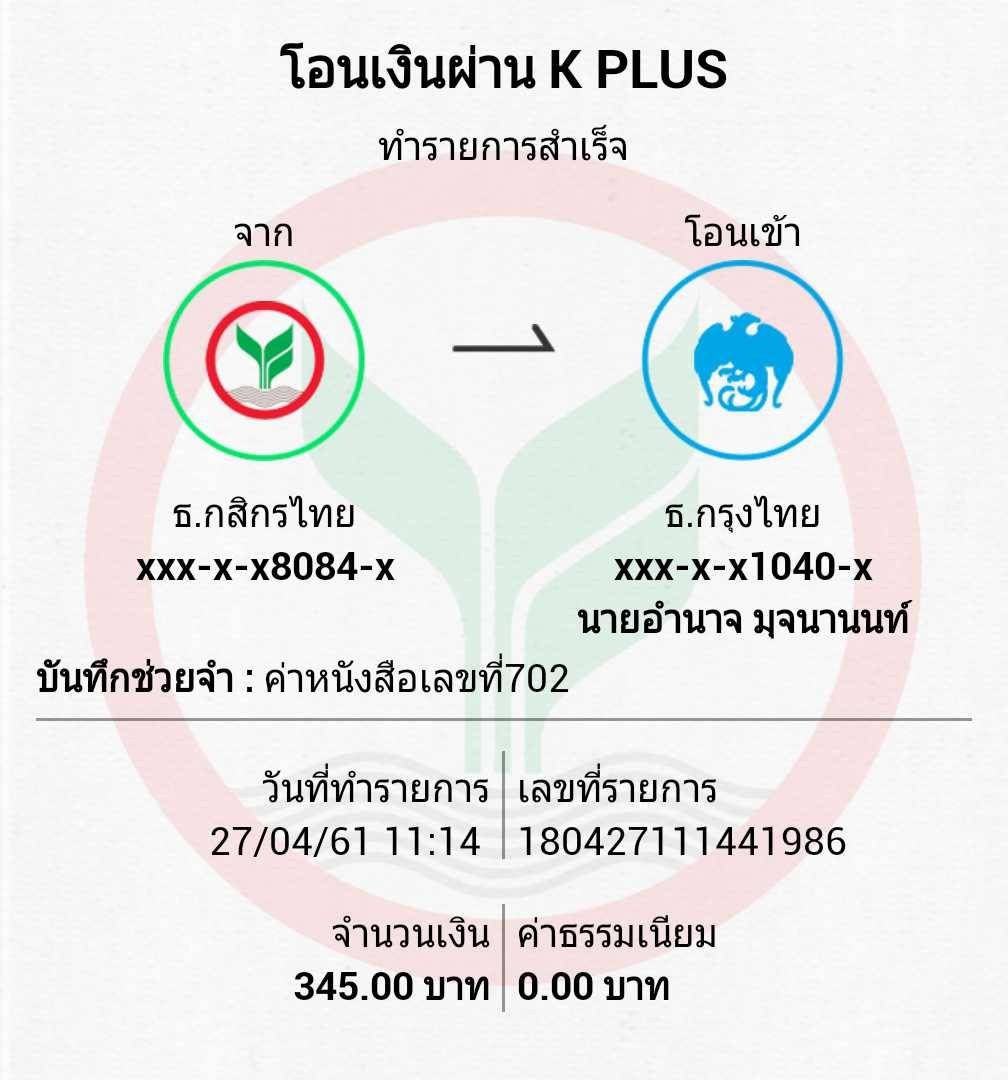 โอนเงินผ่าน K PLUS
ทำรายการสำเร็จ
จาก
โอนเข้า
ธ.กสิกรไทย
xxx-x-x8084-x
ธ.กรุงไทย
xxx-x-x1040-x
นายอำนาจ มุจนานนท์
บันทึกช่วยจำ : ค่าหนังสือเลขที่702
วันที่ทำรายการ
27/04/61 11:14
เลขที่รายการ
180427111441986
จำนวนเงิน
345.00 บาท
ค่าธรรมเนียม
0.00 บาท